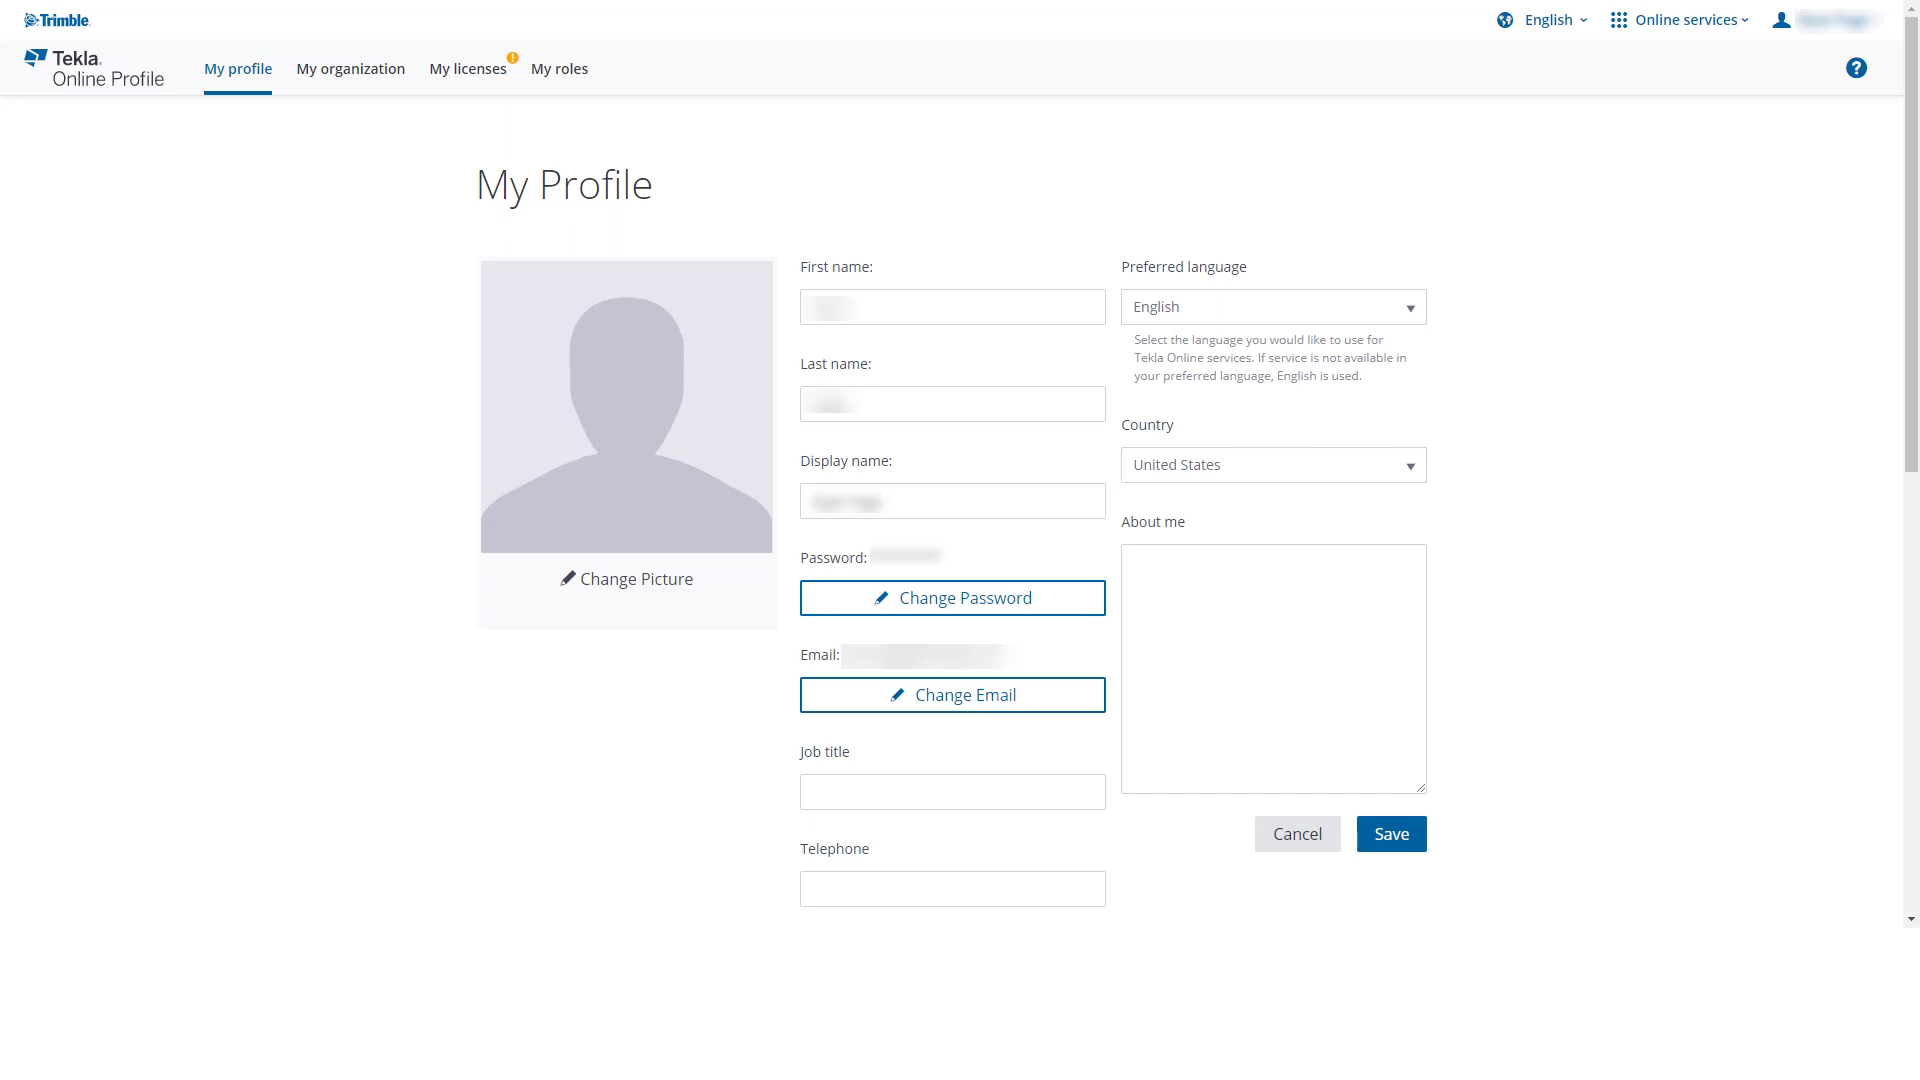 Trimble.
English
Online services
Tekla.
Online Profile
My profile
My organization
My licenses
!
My roles
?
My Profile
Change Picture
First name:
Last name:
Display name:
Password:
Change Password
Email:
Change Email
Job title
Telephone
Preferred language
English
Select the language you would like to use for
Tekla Online services. If service is not available in
your preferred language, English is used.
Country
United States
About me
Cancel
Save